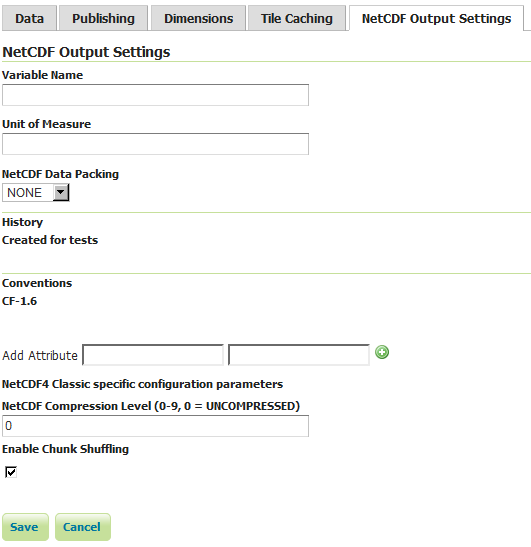 Data Publishing Dimensions Tile Caching NetCDF Output Settings
NetCDF Output Settings
Variable Name
Unit of Measure
NetCDF Data Packing
NONE
History
Created for tests
Conventions
CF-1.6
Add Attribute
NetCDF4 Classic specific configuration parameters
NetCDF Compression Level (0-9, 0 = UNCOMPRESSED)
0
Enable Chunk Shuffling
Save Cancel